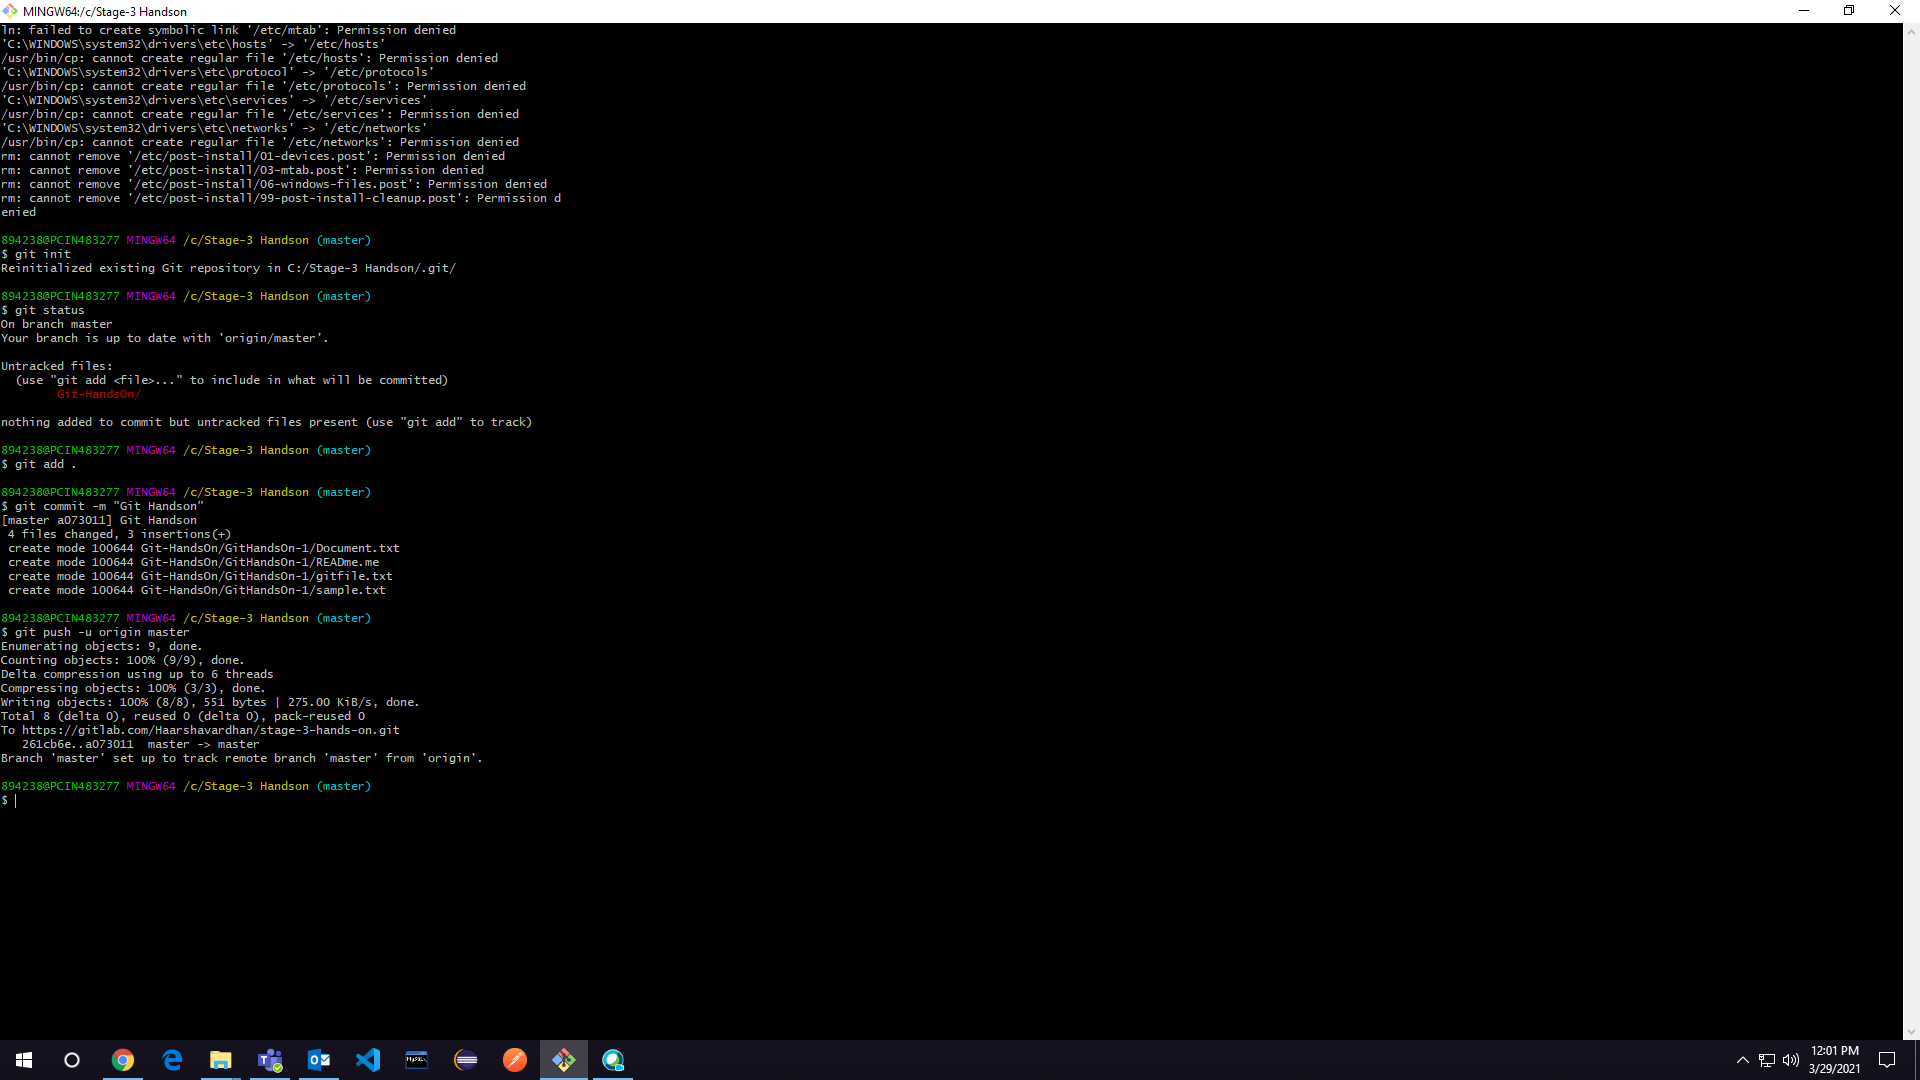 MINGW64:/c/Stage-3 Handson
ln: failed to create symbolic link '/etc/mtab': Permission denied
'C:\WINDOWS\system32\drivers\etc\hosts' -> '/etc/hosts'
/usr/bin/cp: cannot create regular file '/etc/hosts': Permission denied
'C:\WINDOWS\system32\drivers\etc\protocol' -> '/etc/protocols'
/usr/bin/cp: cannot create regular file '/etc/protocols': Permission denied
'C:\WINDOWS\system32\drivers\etc\services' -> '/etc/services'
/usr/bin/cp: cannot create regular file '/etc/services': Permission denied
'C:\WINDOWS\system32\drivers\etc\networks' -> '/etc/networks'
/usr/bin/cp: cannot create regular file '/etc/networks': Permission denied
rm: cannot remove '/etc/post-install/01-devices.post': Permission denied
rm: cannot remove '/etc/post-install/03-mtab.post': Permission denied
rm: cannot remove '/etc/post-install/06-windows-files.post': Permission denied
rm: cannot remove '/etc/post-install/99-post-install-cleanup.post': Permission d
enied
894238@PCIN483277 MINGW64 /c/Stage-3 Handson (master)
$ git init
Reinitialized existing Git repository in C:/Stage-3 Handson/.git/
894238@PCIN483277 MINGW64 /c/Stage-3 Handson (master)
$ git status
On branch master
Your branch is up to date with 'origin/master'.
Untracked files:
(use "git add <file>..." to include in what will be committed)
Git-HandsOn/
nothing added to commit but untracked files present (use "git add" to track)
894238@PCIN483277 MINGW64 /c/Stage-3 Handson (master)
$ git add .
894238@PCIN483277 MINGW64 /c/Stage-3 Handson (master)
$ git commit -m "Git Handson"
[master a073011] Git Handson
4 files changed, 3 insertions(+)
create mode 100644 Git-HandsOn/GitHandsOn-1/Document.txt
create mode 100644 Git-HandsOn/GitHandsOn-1/READme.me
create mode 100644 Git-HandsOn/GitHandsOn-1/gitfile.txt
create mode 100644 Git-HandsOn/GitHandsOn-1/sample.txt
894238@PCIN483277 MINGW64 /c/Stage-3 Handson (master)
$ git push -u origin master
Enumerating objects: 9, done.
Counting objects: 100% (9/9), done.
Delta compression using up to 6 threads
Compressing objects: 100% (3/3), done.
Writing objects: 100% (8/8), 551 bytes | 275.00 KiB/s, done.
Total 8 (delta 0), reused 0 (delta 0), pack-reused 0
To https://gitlab.com/Haarshavardhan/stage-3-hands-on.git
261cb6e..a073011  master -> master
Branch 'master' set up to track remote branch 'master' from 'origin'.
894238@PCIN483277 MINGW64 /c/Stage-3 Handson (master)
$
MySQL
12:01 PM
3/29/2021